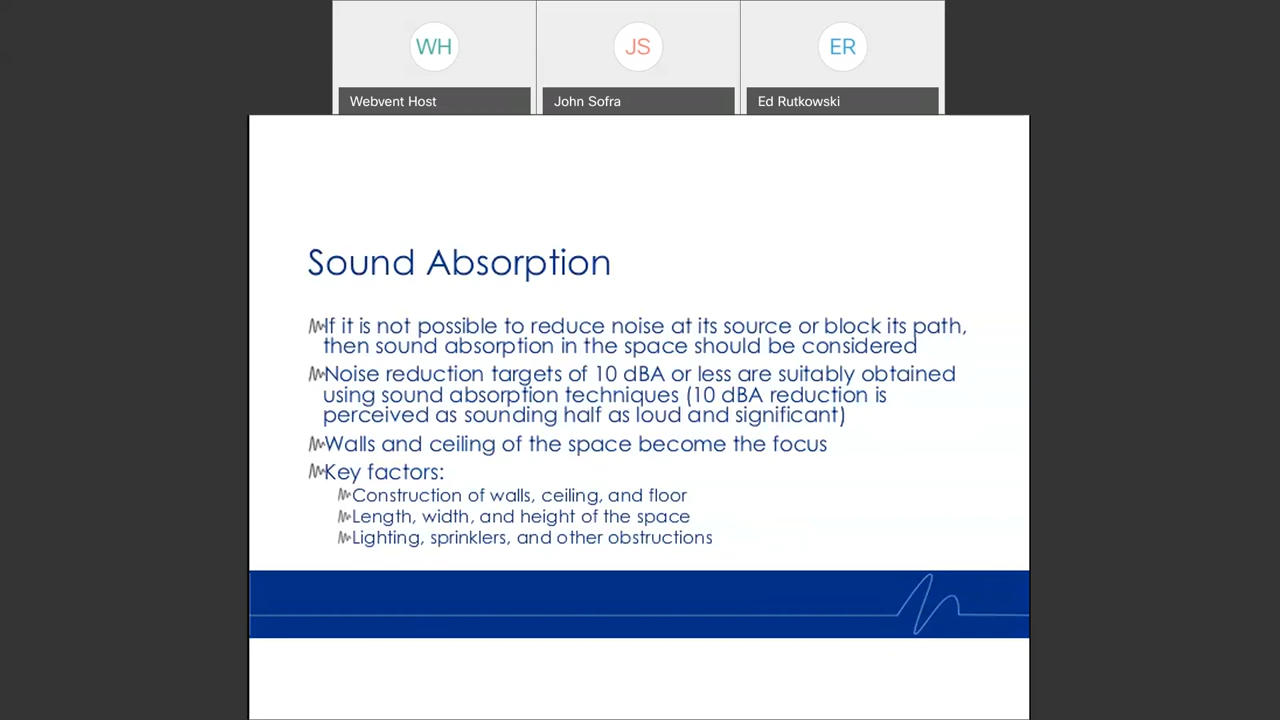 WH
JS
ER
Webvent Host
John Sofra
Ed Rutkowski
Sound Absorption
If it is not possible to reduce noise at its source or block its path,
then sound absorption in the space should be considered
Noise reduction targets of 10 dBA or less are suitably obtained
using sound absorption techniques (10 dBA reduction is
perceived as sounding half as loud and significant)
Walls and ceiling of the space become the focus
Key factors:
Construction of walls, ceiling, and floor
Length, width, and height of the space
Lighting, sprinklers, and other obstructions